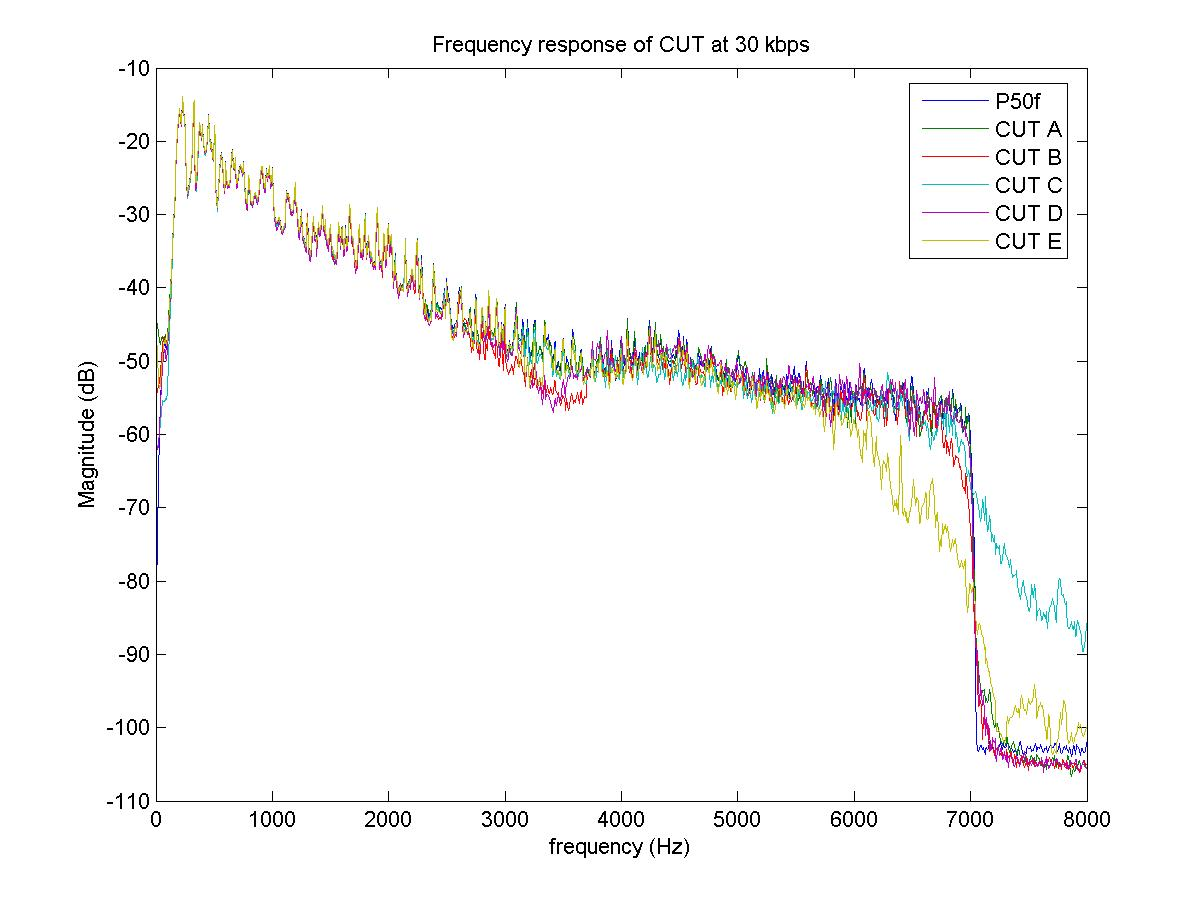 Frequency response of CUT at 30 kbps
-10
-20
-30
-40
-50
-60
-70
-80
-90
-100
-110
Magnitude (dB)
P50f
CUT A
CUT B
CUT C
CUT D
CUT E
0 1000 2000 3000 4000 5000 6000 7000 8000
frequency (Hz)